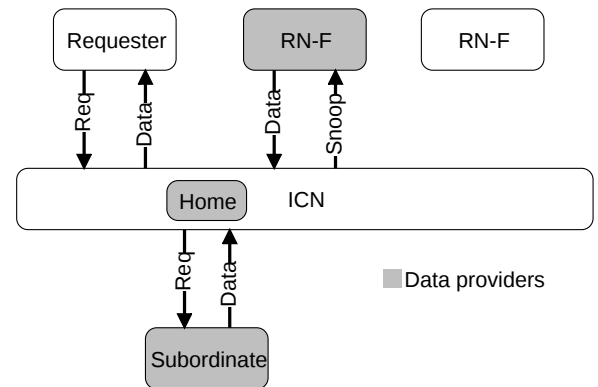 Requester
RN-F
RN-F
Req
Data
Data
Snoop
Home
ICN
Req
Data
Data providers
Subordinate